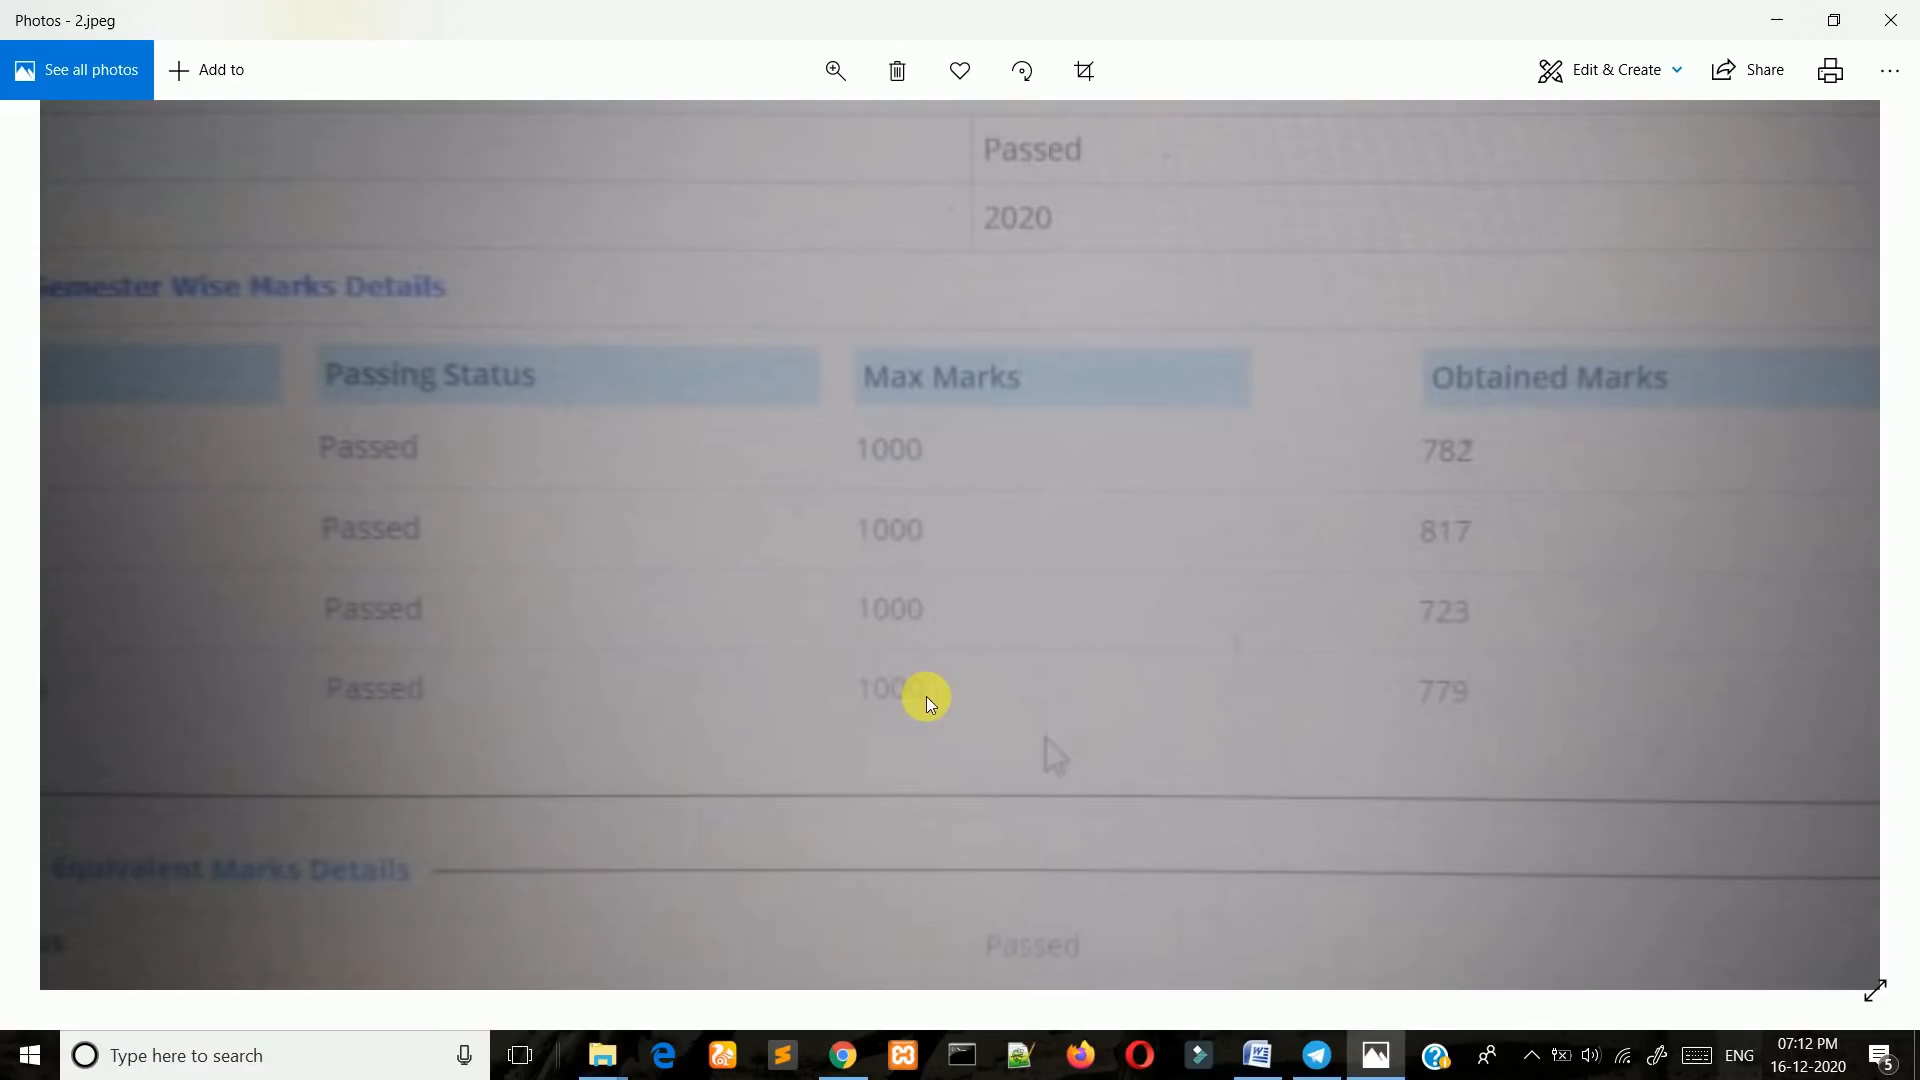 Photos - 2.jpeg
See all photos
Add to
Edit & Create
Share
Passed
2020
Semester Wise Marks Details
Passing Status Max Marks Obtained Marks
Passed 1000 782
Passed 1000 817
Passed 1000 723
Passed 1000 779
Equivalent Marks Details
Passed
Type here to search
ENG
07:12 PM
16-12-2020
5